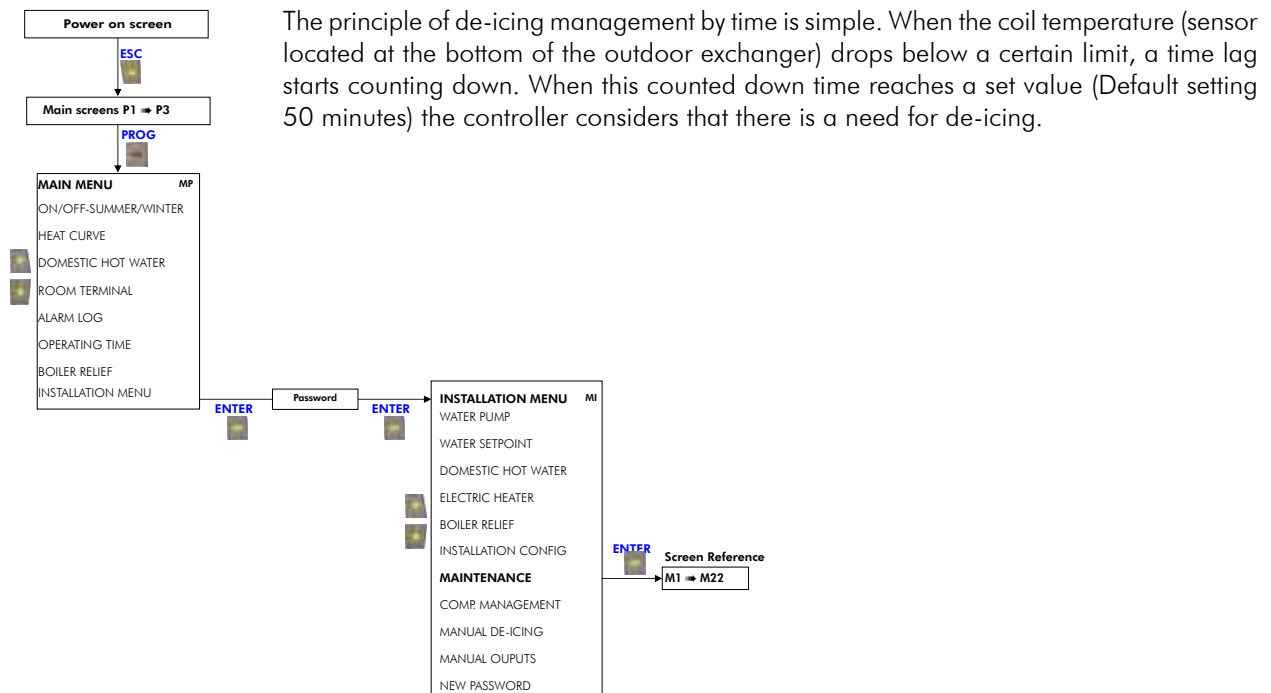 Power on screen
ESC
Main screens P1 ➠ P3
PROG
MAIN MENU MP
ON/OFF-SUMMER/WINTER
HEAT CURVE
DOMESTIC HOT WATER
ROOM TERMINAL
ALARM LOG
OPERATING TIME
BOILER RELIEF
INSTALLATION MENU
The principle of de-icing management by time is simple. When the coil temperature (sensor
located at the bottom of the outdoor exchanger) drops below a certain limit, a time lag
starts counting down. When this counted down time reaches a set value (Default setting
50 minutes) the controller considers that there is a need for de-icing.
ENTER
Password
ENTER
INSTALLATION MENU MI
WATER PUMP
WATER SETPOINT
DOMESTIC HOT WATER
ELECTRIC HEATER
BOILER RELIEF
INSTALLATION CONFIG
MAINTENANCE
COMP. MANAGEMENT
MANUAL DE-ICING
MANUAL OUPUTS
NEW PASSWORD
ENTER
Screen Reference
M1 ➠ M22